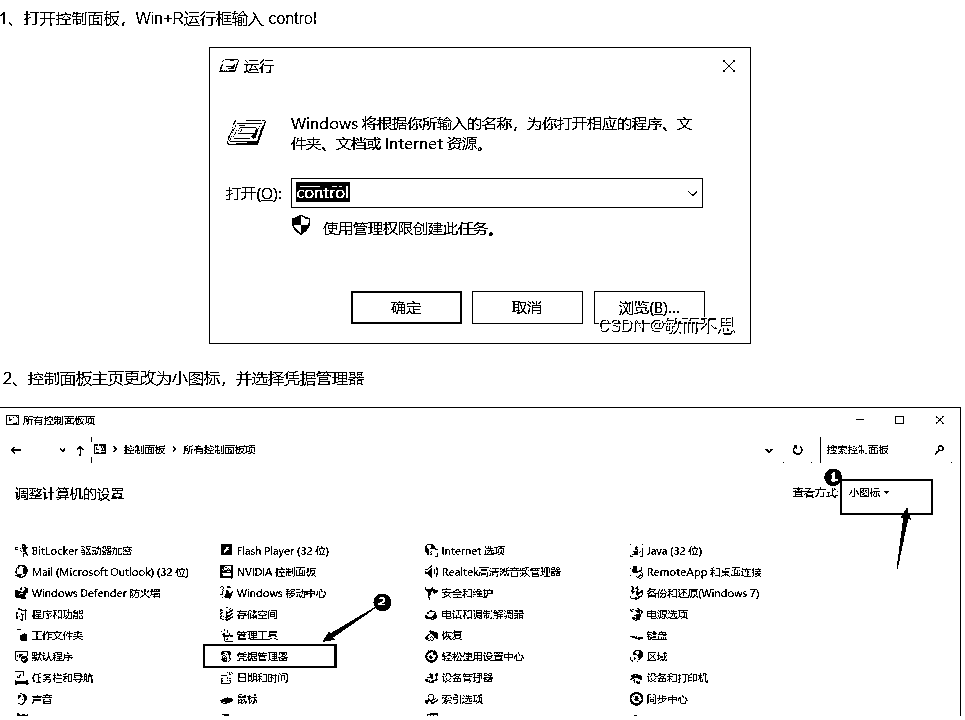 1、打开控制面板，Win+R运行框输入 control
运行
Windows 将根据你所输入的名称，为你打开相应的程序、文
件夹、文档或 Internet 资源。
打开(O): control
使用管理权限创建此任务。
确定 取消 浏览(B)...
CSDN @敏而不思
2、控制面板主页更改为小图标，并选择凭据管理器
所有控制面板项
控制面板 > 所有控制面板项 搜索控制面板
调整计算机的设置 查看方式: 小图标
1
BitLocker 驱动器加密 Flash Player (32 位) Internet 选项 Java (32 位)
Mail (Microsoft Outlook) (32 位) NVIDIA 控制面板 Realtek高清晰音频管理器 RemoteApp 和桌面连接
Windows Defender 防火墙 Windows 移动中心 安全和维护 备份和还原(Windows 7)
2
程序和功能 存储空间 电话和调制解调器 电源选项
工作文件夹 管理工具 恢复 键盘
默认程序 凭据管理器 轻松使用设置中心 区域
任务栏和导航 日期和时间 设备管理器 设备和打印机
声音 鼠标 索引选项 同步中心